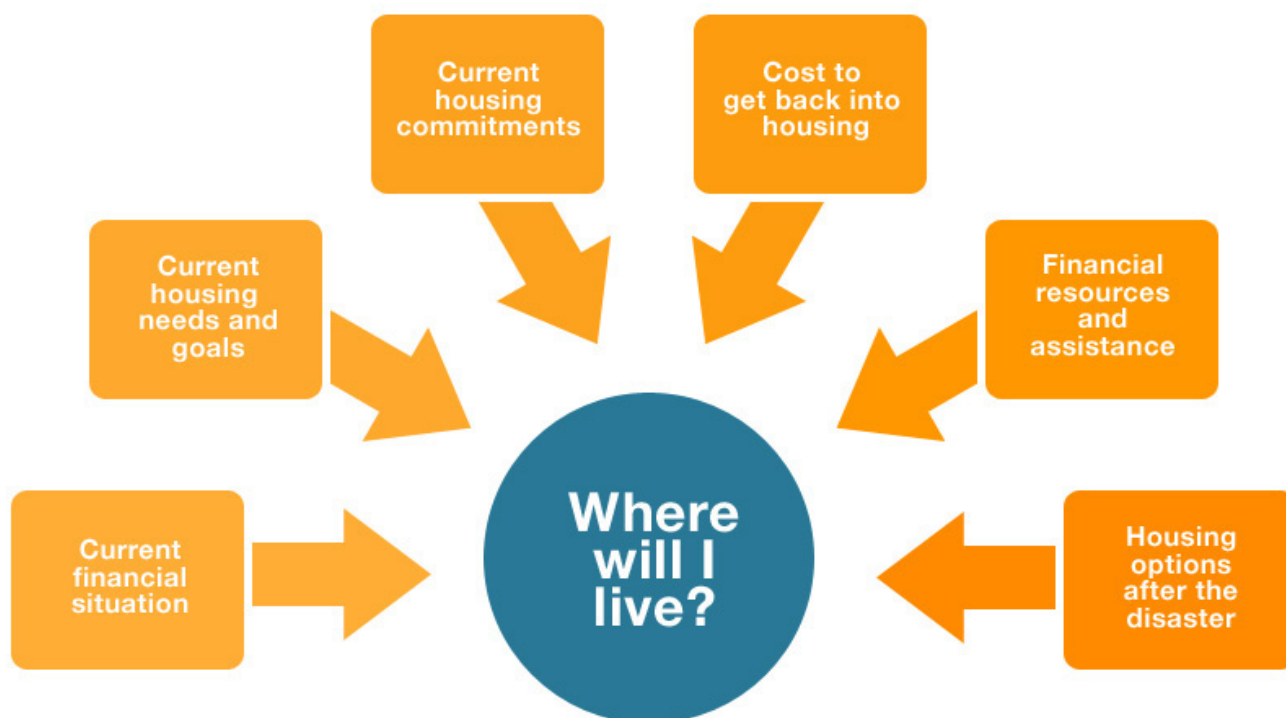 Current
housing
commitments
Cost to
get back into
housing
Current
housing
needs and
goals
Financial
resources
and
assistance
Current
financial
situation
Where
will I
live?
Housing
options
after the
disaster